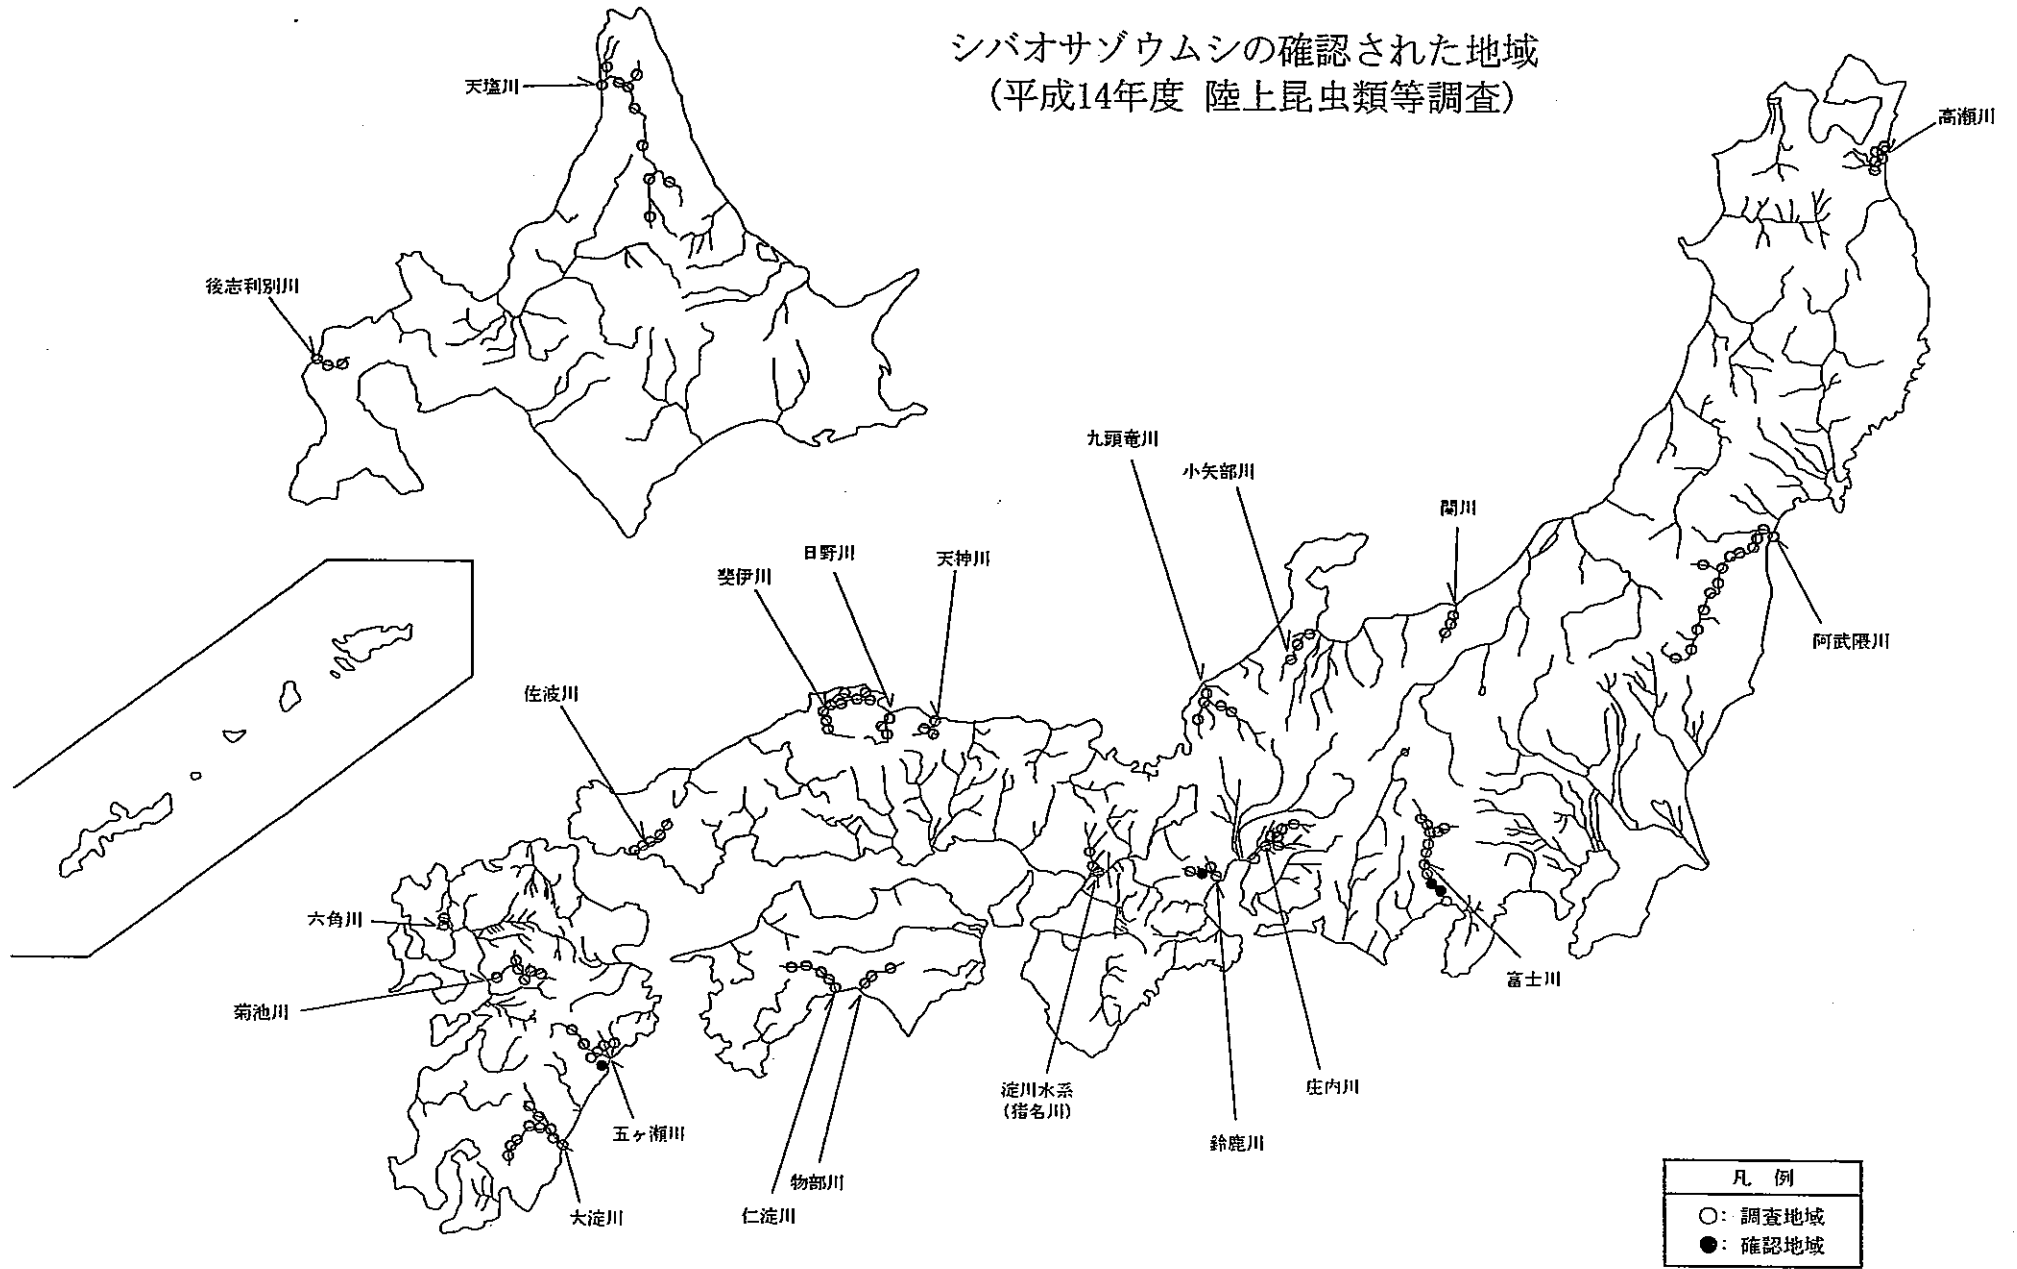 シバオサゾウムシの確認された地域
(平成14年度 陸上昆虫類等調査)
天塩川
高瀬川
後志利別川
九頭竜川
小矢部川
関川
日野川
天神川
斐伊川
阿武隈川
佐波川
六角川
富士川
菊池川
淀川水系
(猪名川)
庄内川
五ヶ瀬川
鈴鹿川
物部川
仁淀川
大淀川
凡 例
○: 調査地域
●: 確認地域